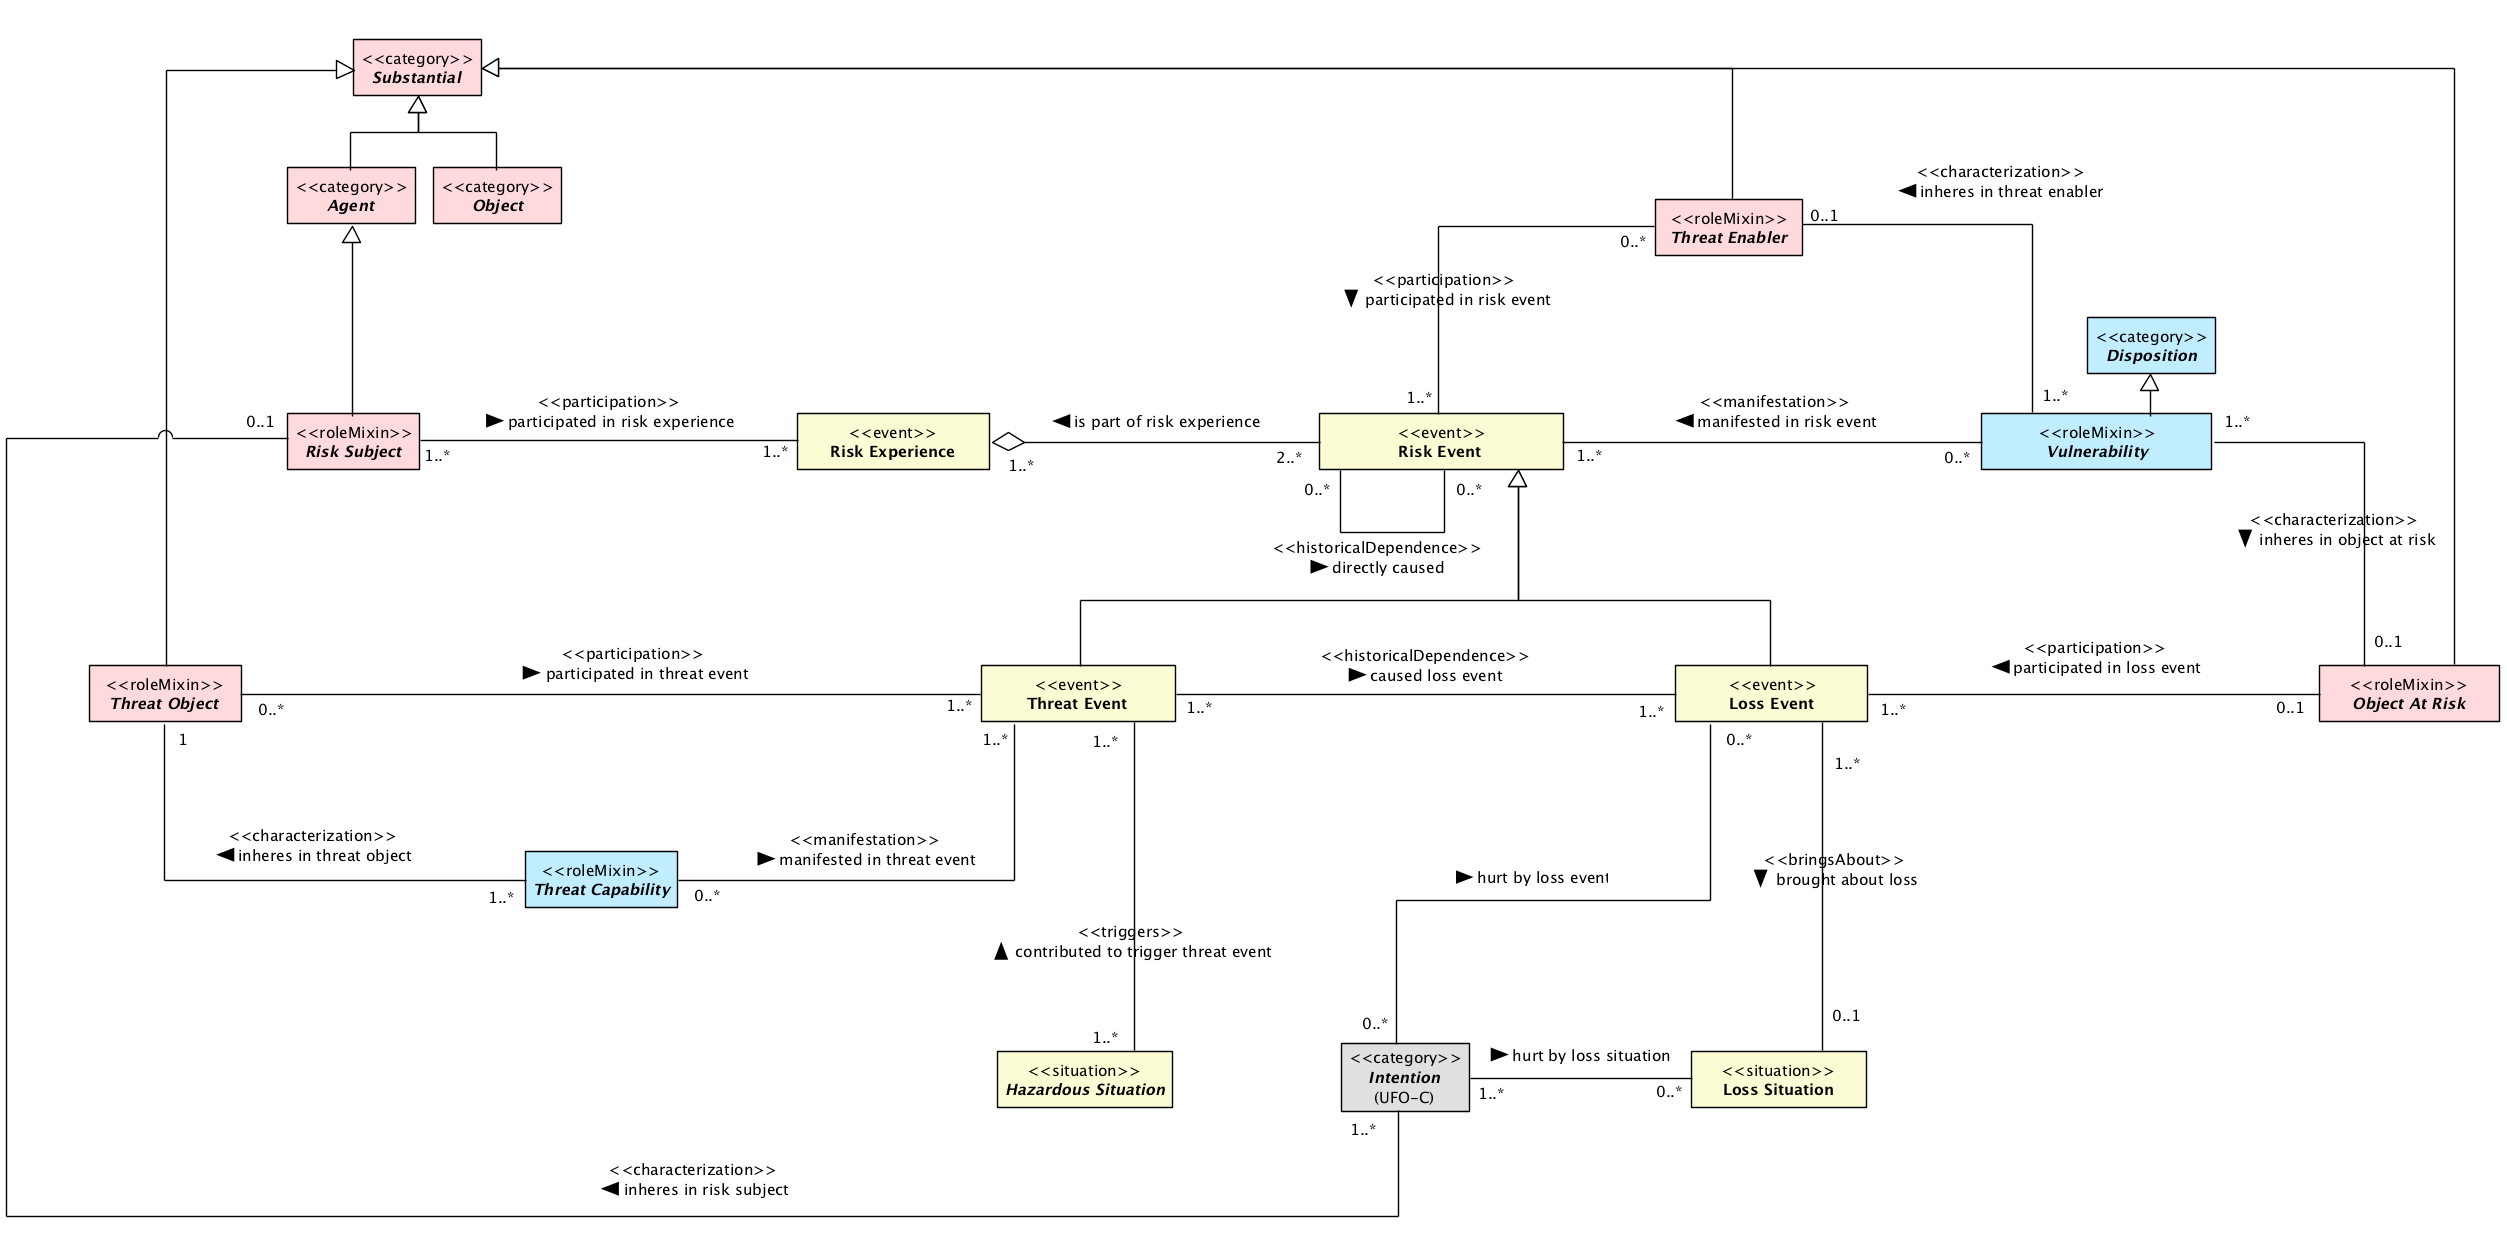 <<category>>
Substantial
<<category>>
Agent
<<category>>
Object
<<characterization>>
inheres in threat enabler
<<roleMixin>>
Threat Enabler
0..1
0..*
<<participation>>
participated in risk event
<<category>>
Disposition
1..*
1..*
<<participation>>
participated in risk experience
is part of risk experience
<<manifestation>>
manifested in risk event
0..1
<<roleMixin>>
Risk Subject
1..*
1..*
<<event>>
Risk Experience
1..*
2..*
<<event>>
Risk Event
1..*
0..*
<<roleMixin>>
Vulnerability
1..*
0..*
0..*
<<historicalDependence>>
directly caused
<<characterization>>
inheres in object at risk
0..1
<<participation>>
participated in threat event
<<historicalDependence>>
caused loss event
<<participation>>
participated in loss event
<<roleMixin>>
Threat Object
0..*
1..*
<<event>>
Threat Event
1..*
1..*
<<event>>
Loss Event
1..*
0..1
<<roleMixin>>
Object At Risk
1
1..*
1..*
0..*
1..*
<<characterization>>
inheres in threat object
<<manifestation>>
manifested in threat event
<<roleMixin>>
Threat Capability
1..*
0..*
hurt by loss event
<<bringsAbout>>
brought about loss
<<triggers>>
contributed to trigger threat event
1..*
0..*
0..1
<<situation>>
Hazardous Situation
<<category>>
Intention
(UFO-C)
hurt by loss situation
1..*
0..*
<<situation>>
Loss Situation
1..*
<<characterization>>
inheres in risk subject